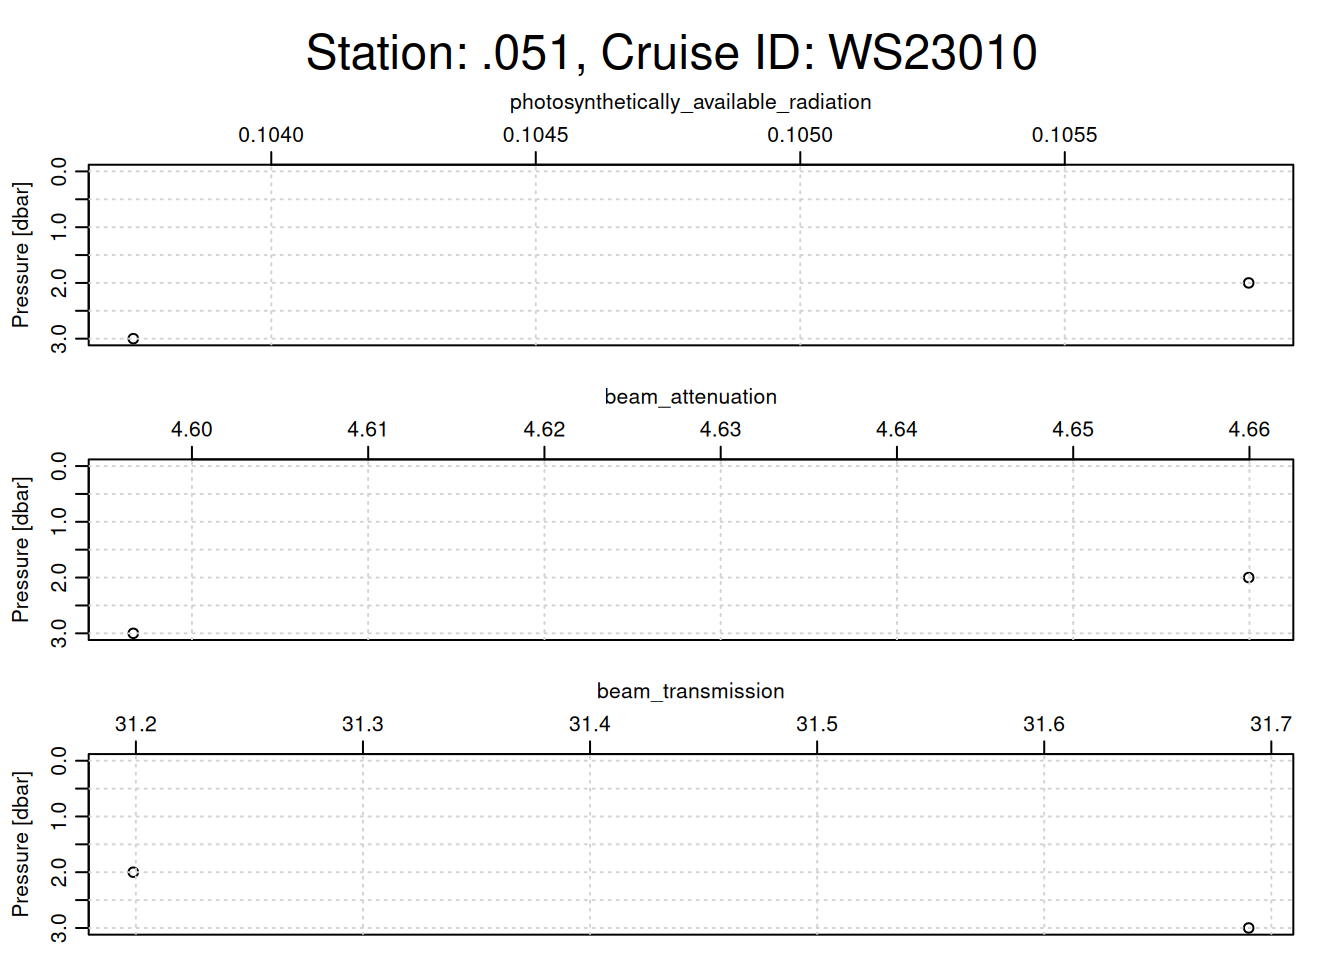 Station: .051, Cruise ID: WS23010
photosynthetically_available_radiation
0.1040 0.1045 0.1050 0.1055
Pressure [dbar]
0.0
1.0
2.0
3.0
beam_attenuation
4.60 4.61 4.62 4.63 4.64 4.65 4.66
Pressure [dbar]
0.0
1.0
2.0
3.0
beam_transmission
31.2 31.3 31.4 31.5 31.6 31.7
Pressure [dbar]
0.0
1.0
2.0
3.0